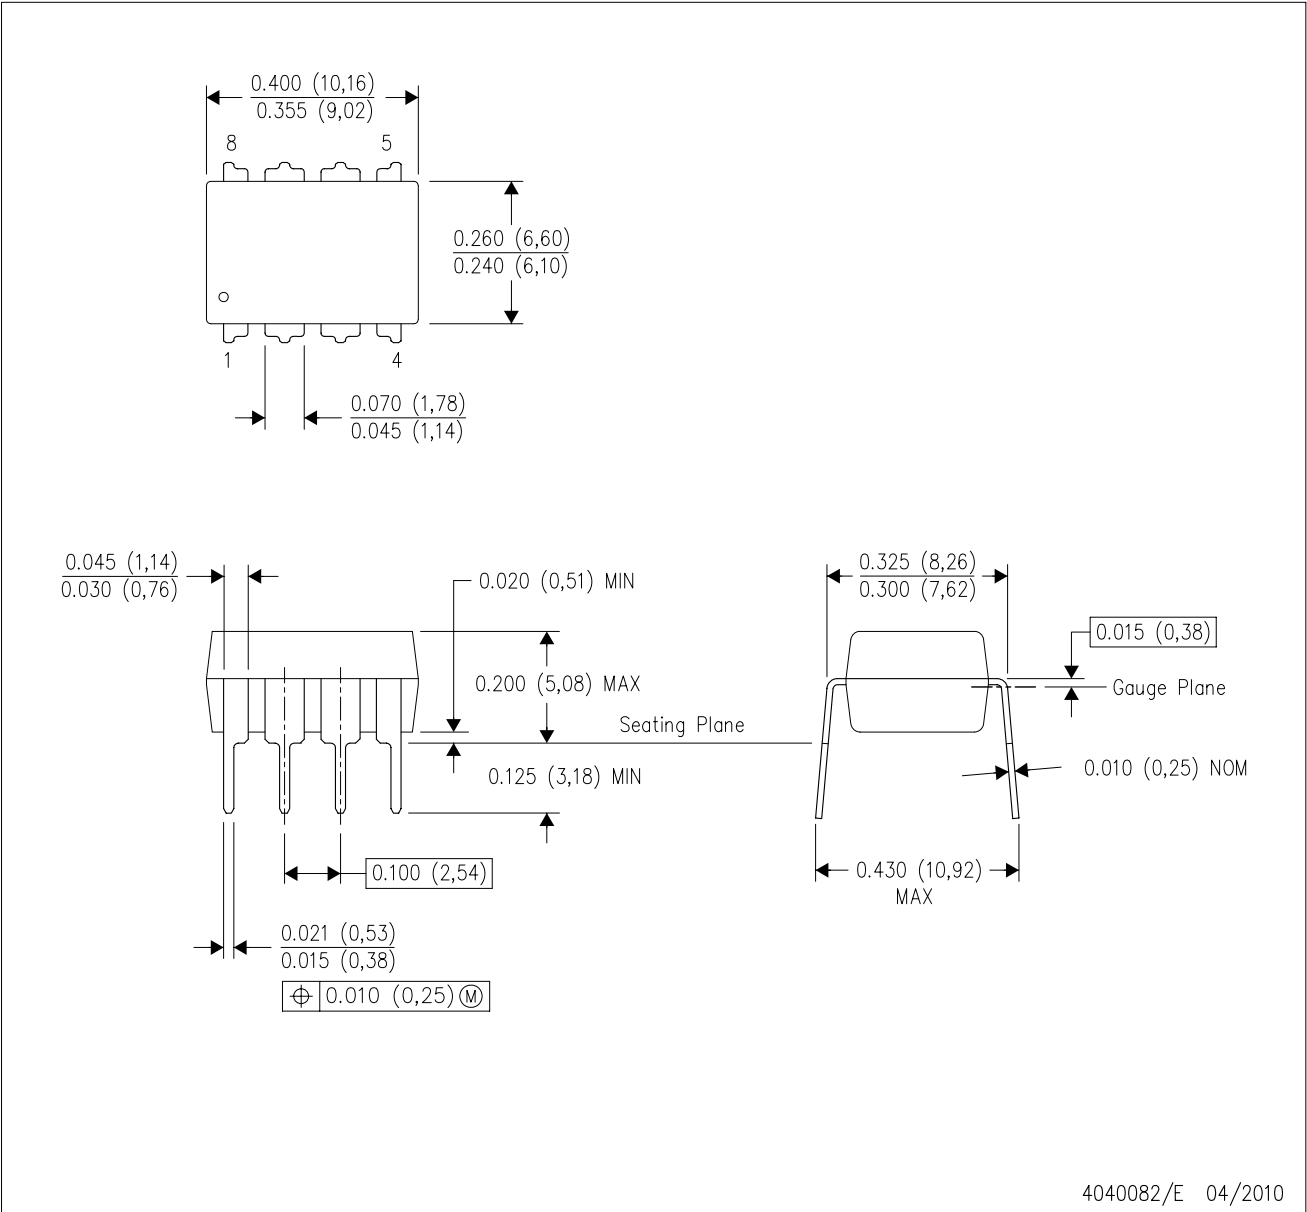 0.400 (10,16)
0.355 (9,02)
8
5
0.260 (6,60)
0.240 (6,10)
1
4
0.070 (1,78)
0.045 (1,14)
0.045 (1,14)
0.030 (0,76)
0.020 (0,51) MIN
0.325 (8,26)
0.300 (7,62)
0.015 (0,38)
0.200 (5,08) MAX
Gauge Plane
Seating Plane
0.125 (3,18) MIN
0.010 (0,25) NOM
0.100 (2,54)
0.430 (10,92)
MAX
0.021 (0,53)
0.015 (0,38)
⌖ 0.010 (0,25) Ⓜ
4040082/E 04/2010